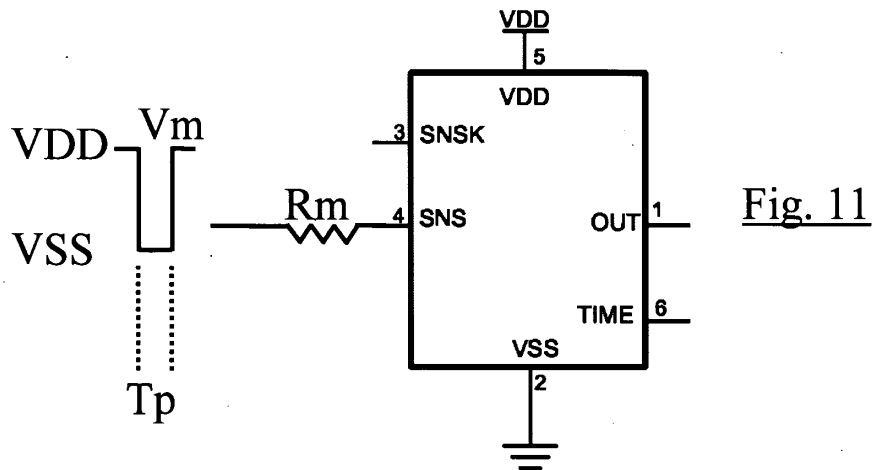 VDD
5
VDD
VDD
Vm
3
SNSK
Rm
4
SNS
1
OUT
Fig. 11
VSS
6
TIME
VSS
2
Tp